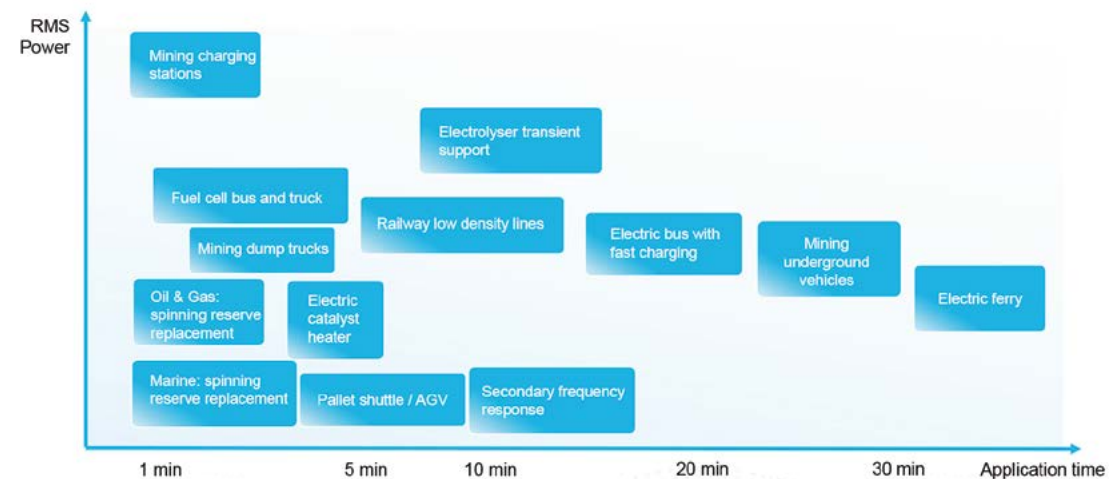 RMS
Power
Mining charging
stations
Electrolyser transient
support
Fuel cell bus and truck
Railway low density lines
Electric bus with
fast charging
Mining
underground
vehicles
Mining dump trucks
Electric ferry
Oil & Gas:
spinning reserve
replacement
Electric
catalyst
heater
Marine: spinning
reserve replacement
Pallet shuttle / AGV
Secondary frequency
response
1 min
5 min
10 min
20 min
30 min
Application time